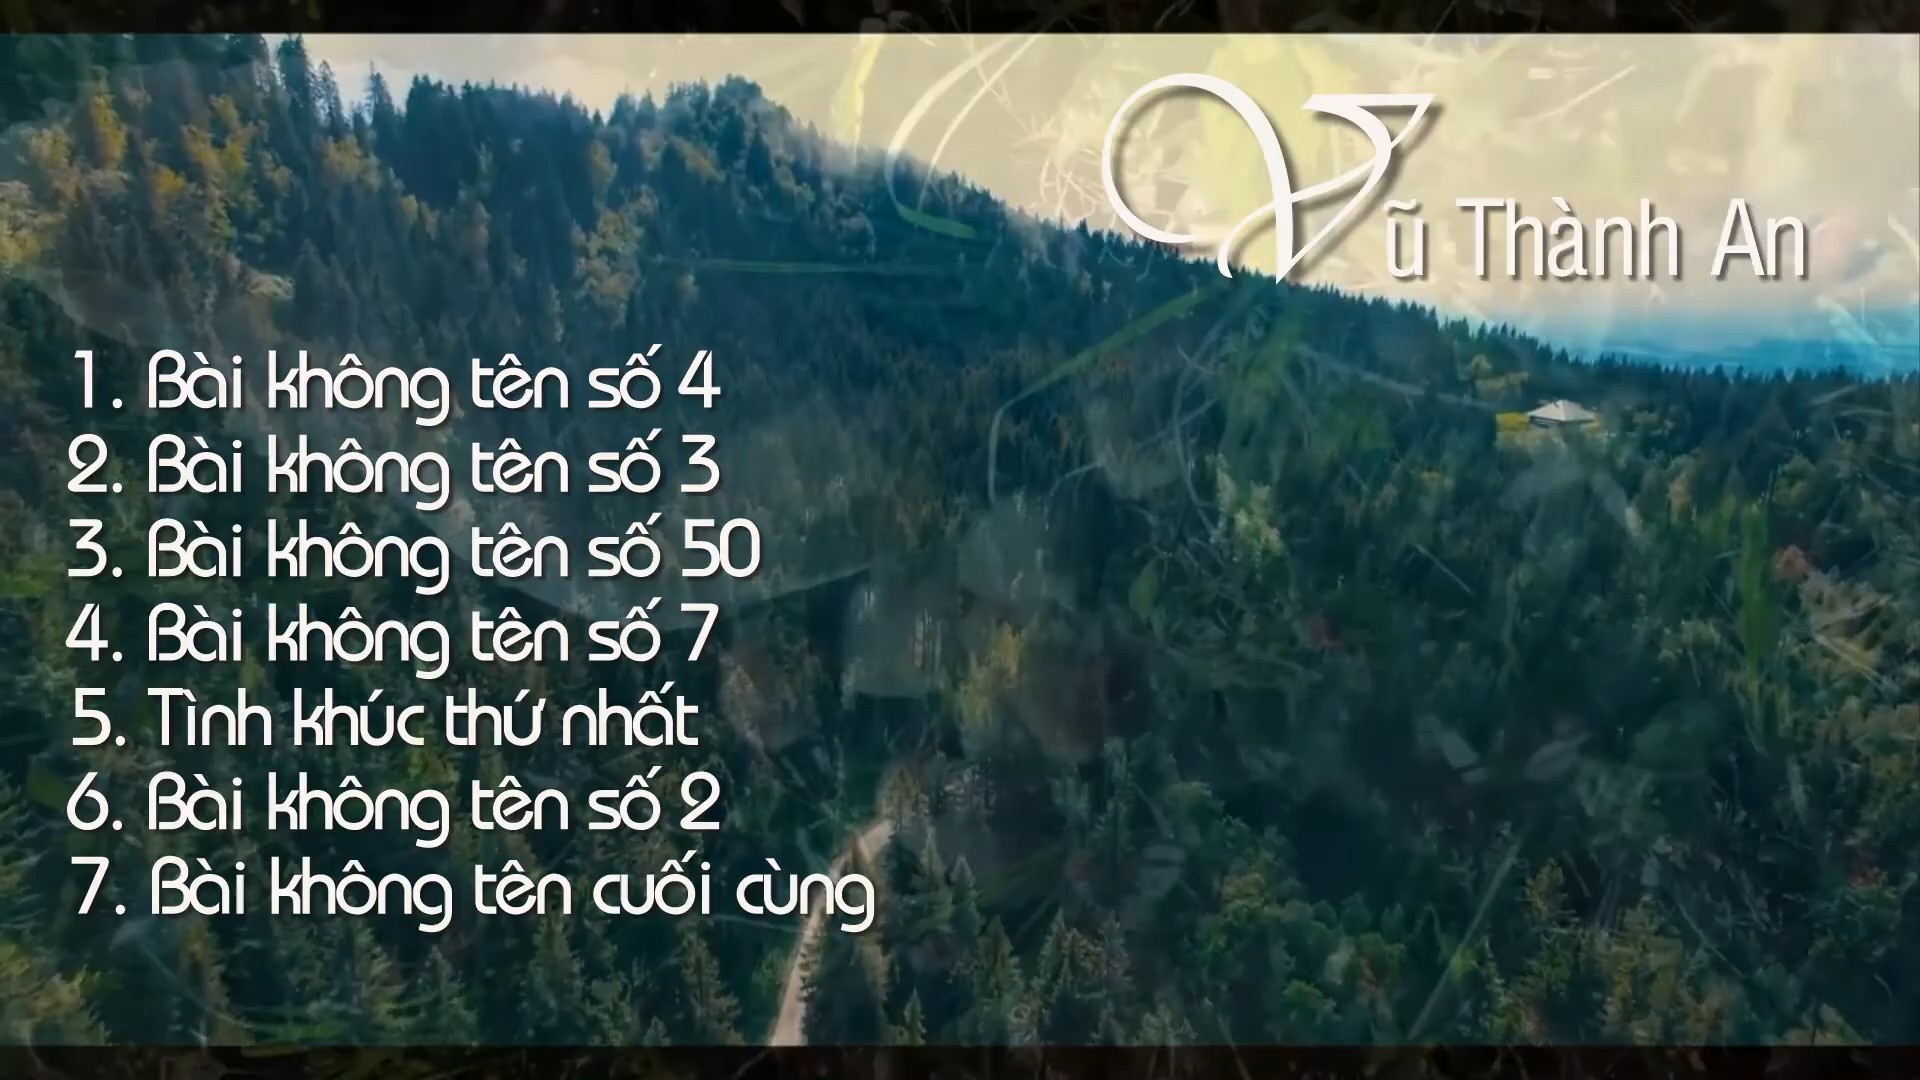 Vũ Thành An
1. Bài không tên số 4
2. Bài không tên số 3
3. Bài không tên số 50
4. Bài không tên số 7
5. Tình khúc thứ nhất
6. Bài không tên số 2
7. Bài không tên cuối cùng